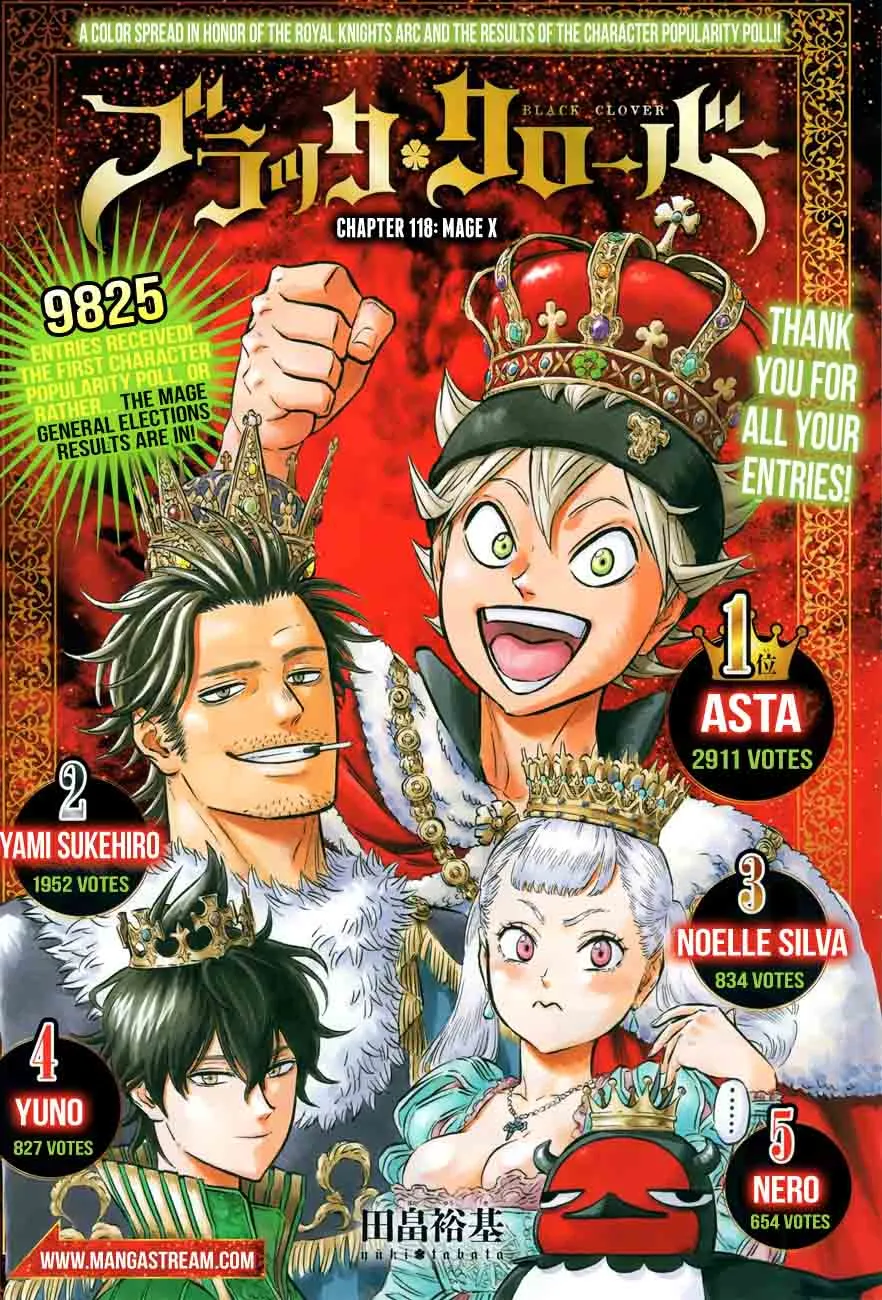 A COLOR SPREAD IN HONOR OF THE ROYAL KNIGHTS ARC AND THE RESULTS OF THE CHARACTER POPULARITY POLL!!
ブラック クローバー
BLACK CLOVER
CHAPTER 118: MAGE X
9825
ENTRIES RECEIVED!
THE FIRST CHARACTER
POPULARITY POLL, OR
RATHER... THE MAGE
GENERAL ELECTIONS
RESULTS ARE IN!
THANK
YOU FOR
ALL YOUR
ENTRIES!
1位
ASTA
2911 VOTES
2
YAMI SUKEHIRO
1952 VOTES
3
NOELLE SILVA
834 VOTES
4
YUNO
827 VOTES
5
NERO
654 VOTES
田畠裕基
yūki tabata
WWW.MANGASTREAM.COM